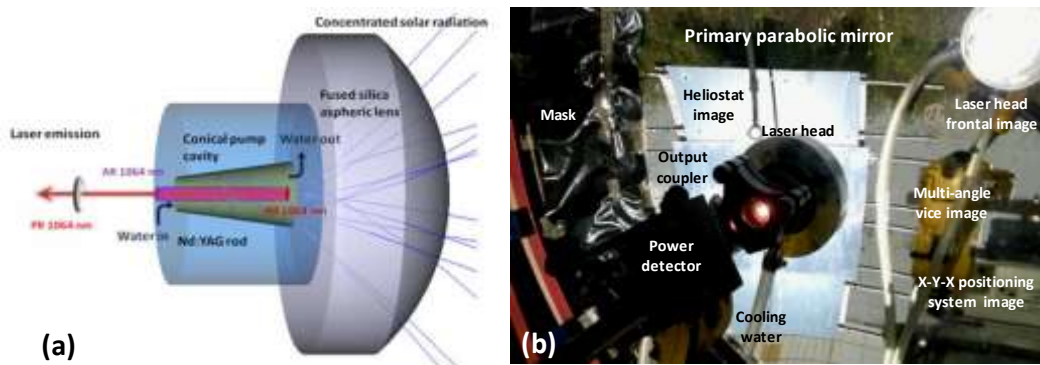 Concentrated solar radiation
Fused silica
aspheric lens
Laser emission
Conical pump
cavity
Water out
AR 1064 nm
HR 1064 nm
PR 1064 nm
Water in
Nd:YAG rod
(a)
Primary parabolic mirror
Heliostat
image
Mask
Laser head
Laser head
frontal image
Output
coupler
Multi-angle
vice image
Power
detector
X-Y-X positioning
system image
Cooling
water
(b)